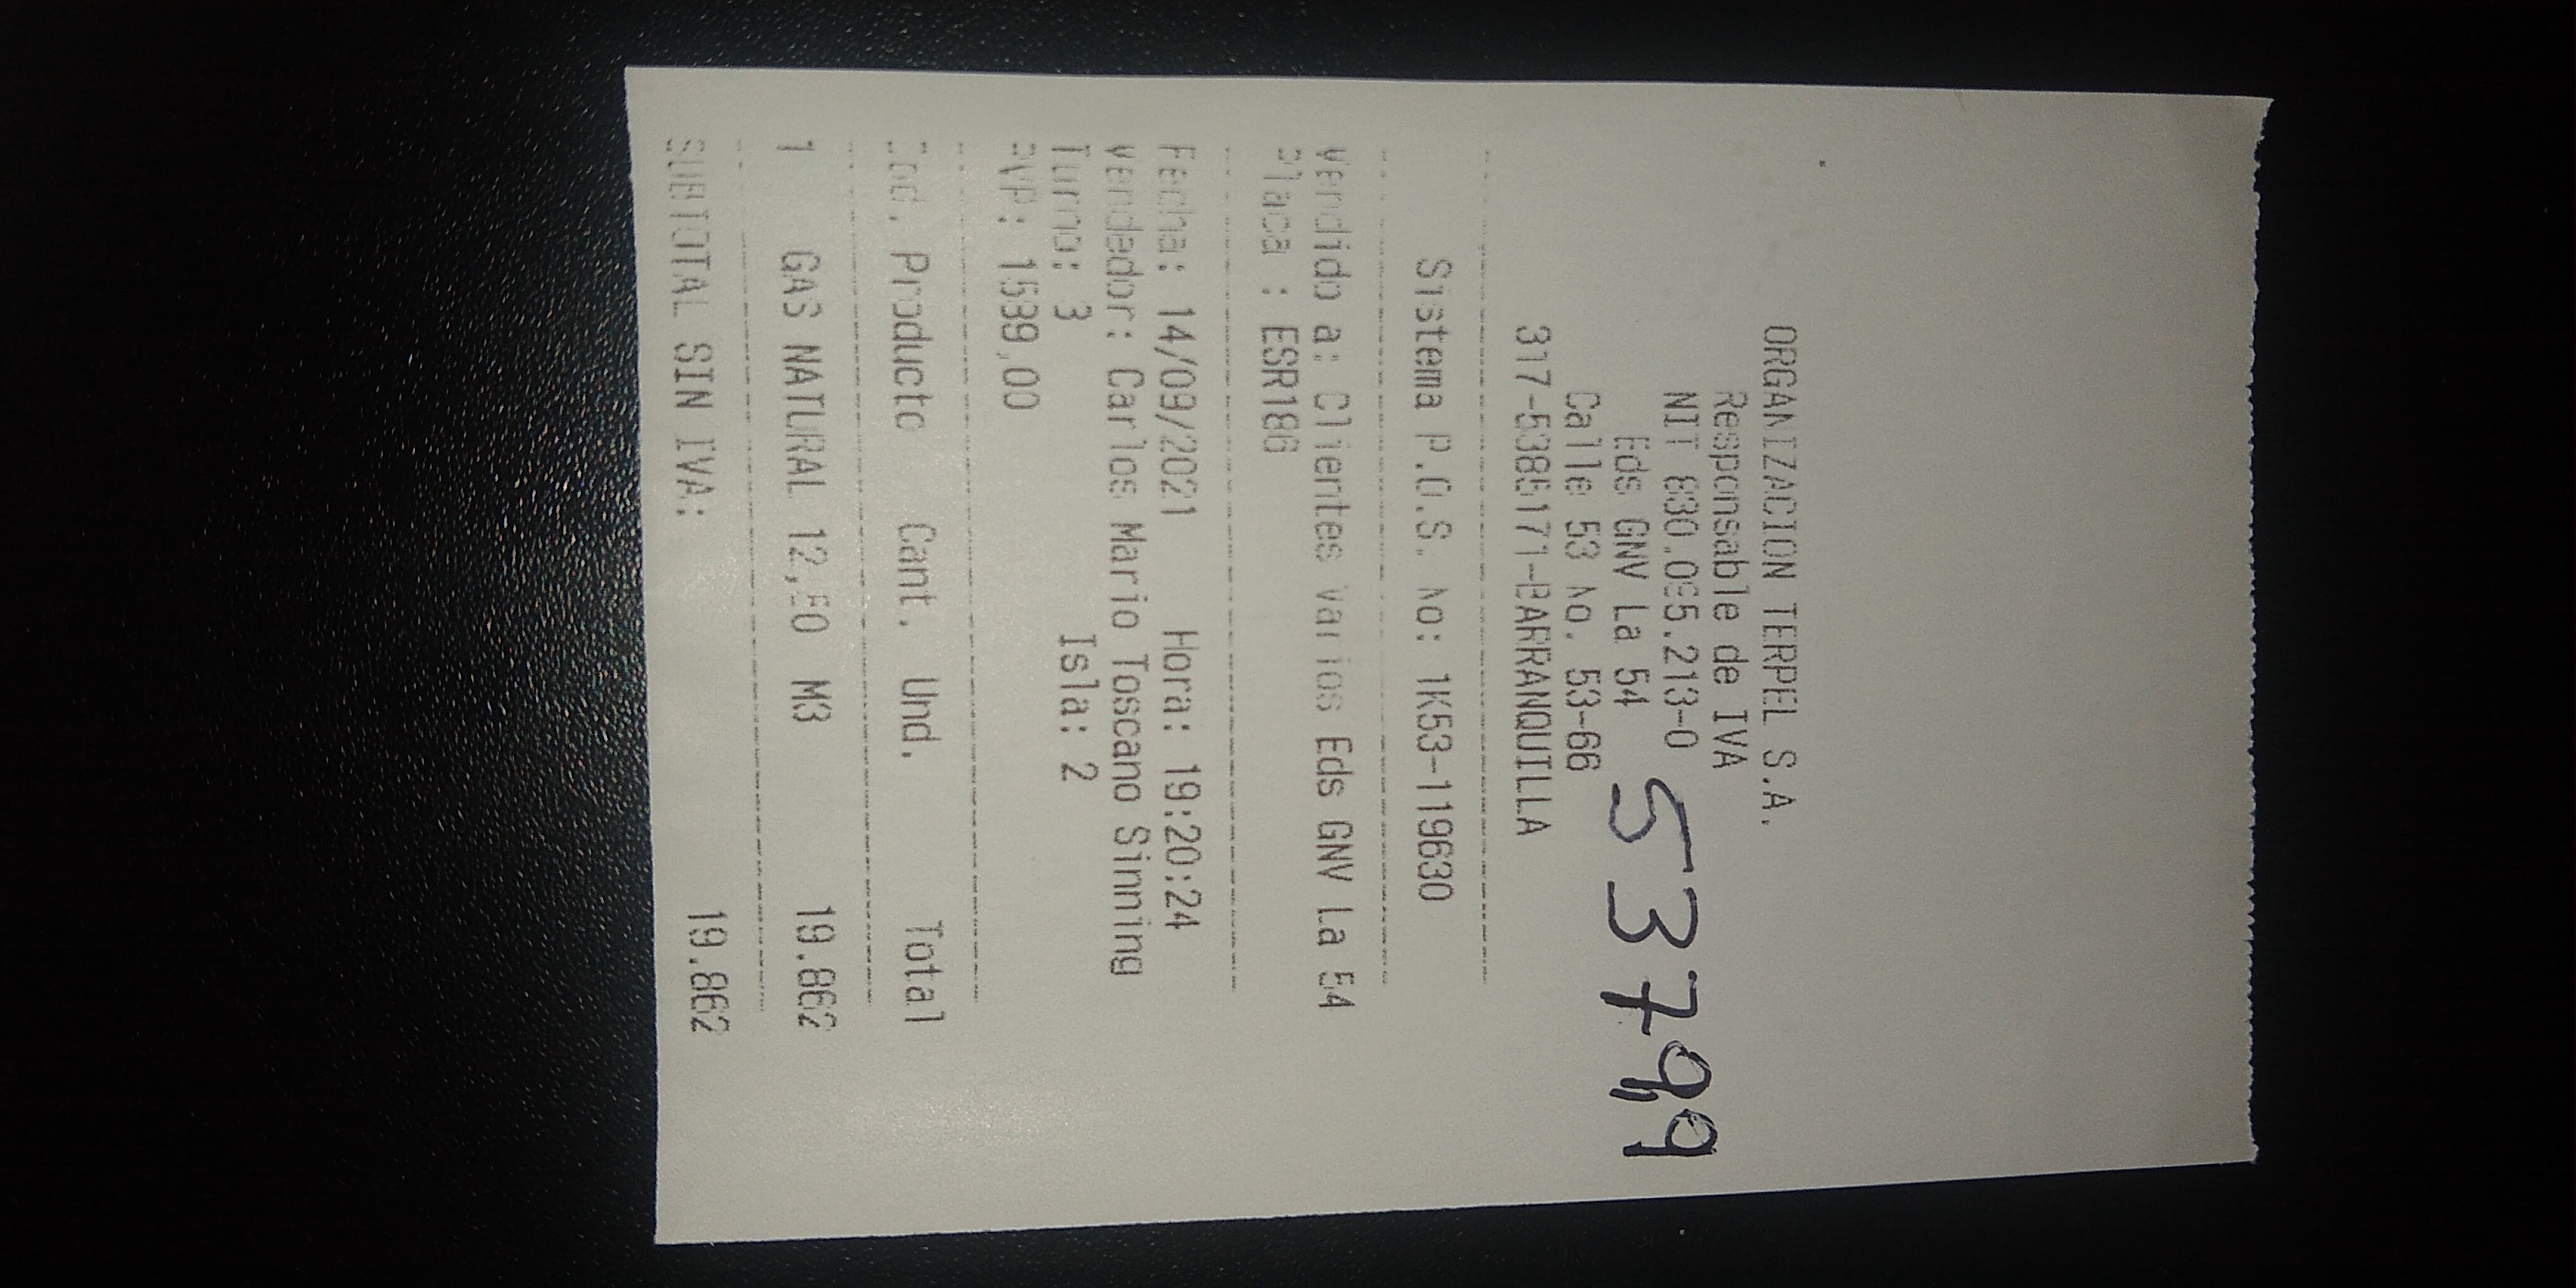 ORGANIZACION TERPEL S.A.
Responsable de IVA
NIT 830.095.213-0
Eds GNV La 54
5379,9
Calle 53 No. 53-66
317-5385171-BARRANQUILLA
Sistema P.O.S. No: 1K53-119630
Vendido a: Clientes Varios Eds GNV La 54
Placa : ESR186
Fecha: 14/09/2021 Hora: 19:20:24
Vendedor: Carlos Mario Toscano Sinning
Turno: 3 Isla: 2
PVP: 1589,00
Cod. Producto Cant. Und. Total
1 GAS NATURAL 12,50 M3 19.862
SUBTOTAL SIN IVA: 19.862